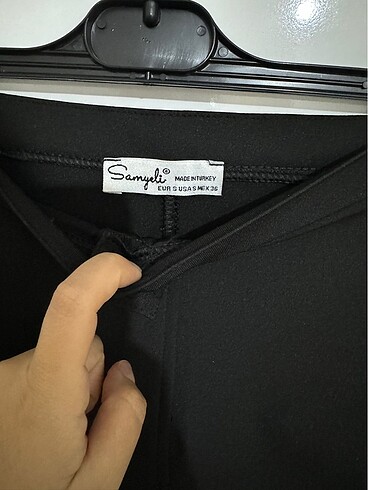 Samyeli® MADE IN TURKEY
EUR S USA S MEX 36